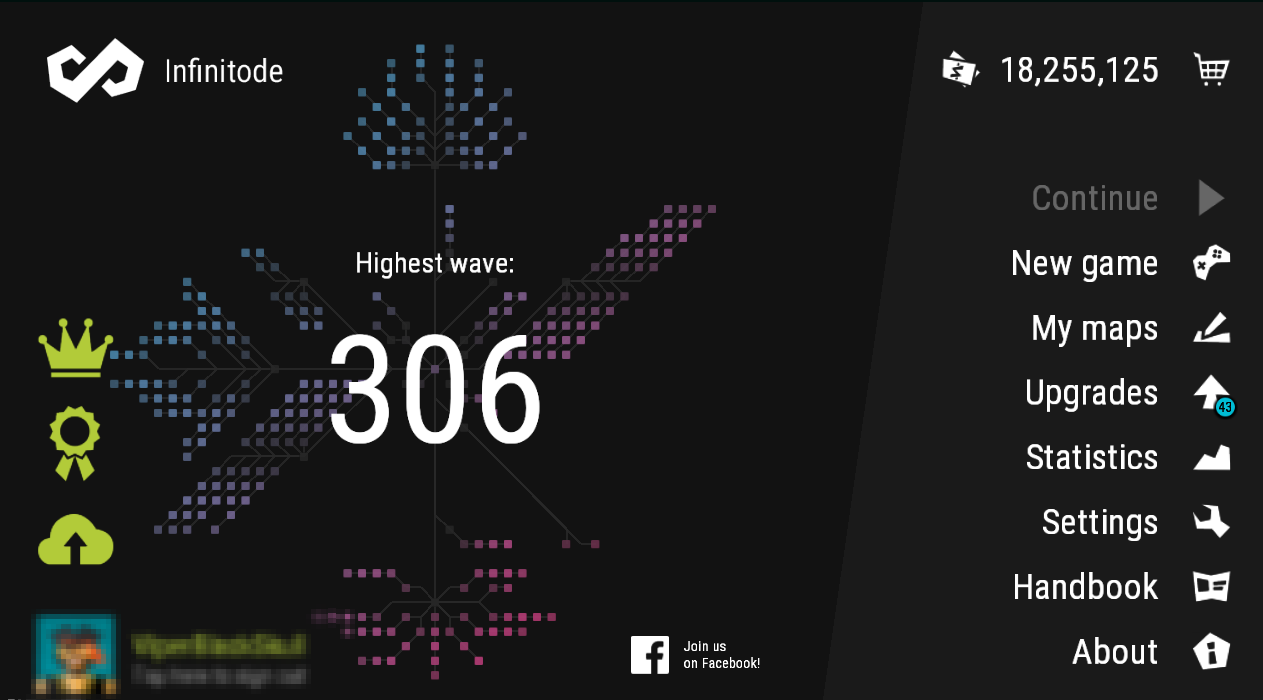 Infinitode
18,255,125
Continue
New game
My maps
Upgrades
43
Statistics
Settings
Handbook
About
Highest wave:
306
Join us
on Facebook!